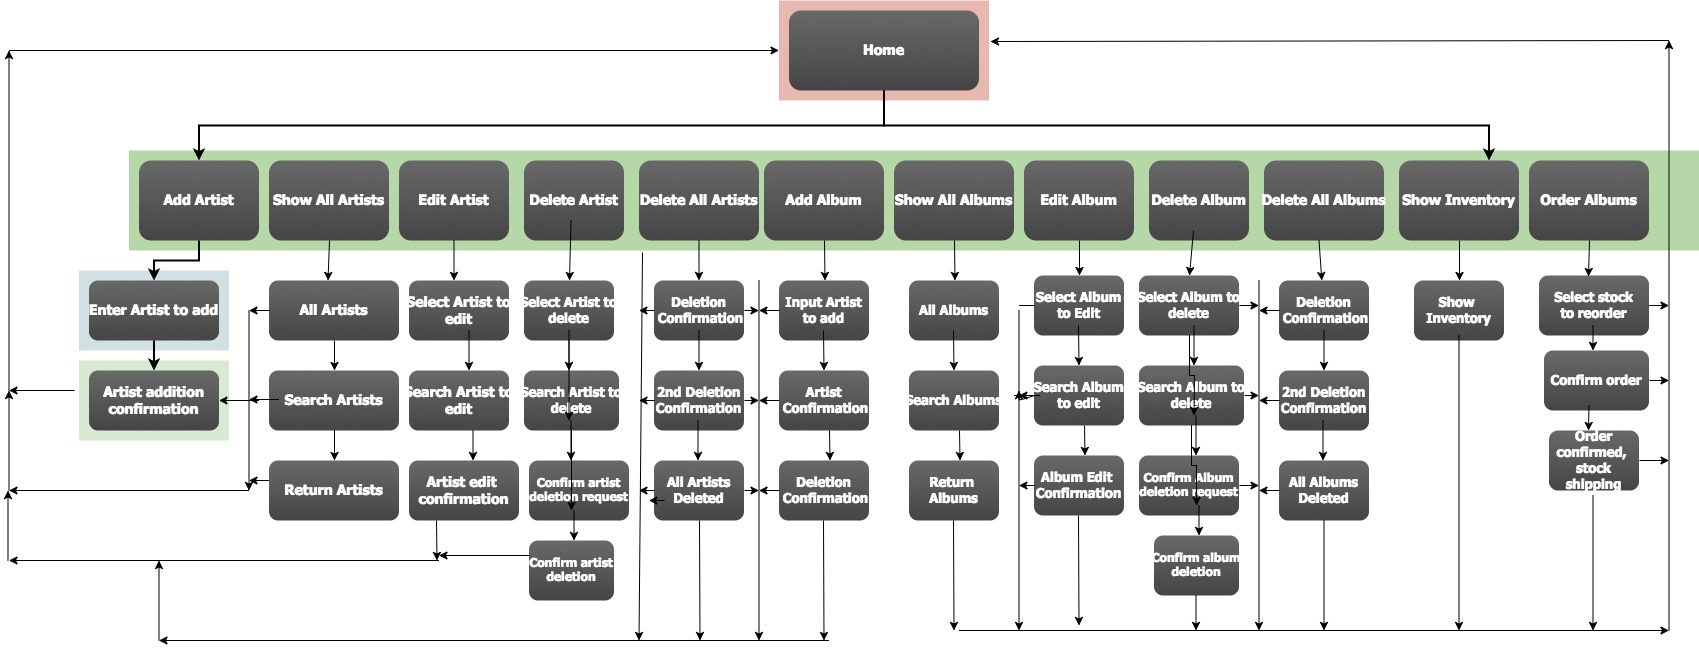 Home
Add Artist
Show All Artists
Edit Artist
Delete Artist
Delete All Artists
Add Album
Show All Albums
Edit Album
Delete Album
Delete All Albums
Show Inventory
Order Albums
Enter Artist to add
All Artists
Select Artist to
edit
Select Artist to
delete
Deletion
Confirmation
Input Artist
to add
All Albums
Select Album
to Edit
Select Album to
delete
Deletion
Confirmation
Show
Inventory
Select stock
to reorder
Artist addition
confirmation
Search Artists
Search Artist to
edit
Search Artist to
delete
2nd Deletion
Confirmation
Artist
Confirmation
Search Albums
Search Album
to edit
Search Album to
delete
2nd Deletion
Confirmation
Confirm order
Return Artists
Artist edit
confirmation
Confirm artist
deletion request
All Artists
Deleted
Deletion
Confirmation
Return
Albums
Album Edit
Confirmation
Confirm Album
deletion request
All Albums
Deleted
Order
confirmed,
stock
shipping
Confirm artist
deletion
Confirm album
deletion